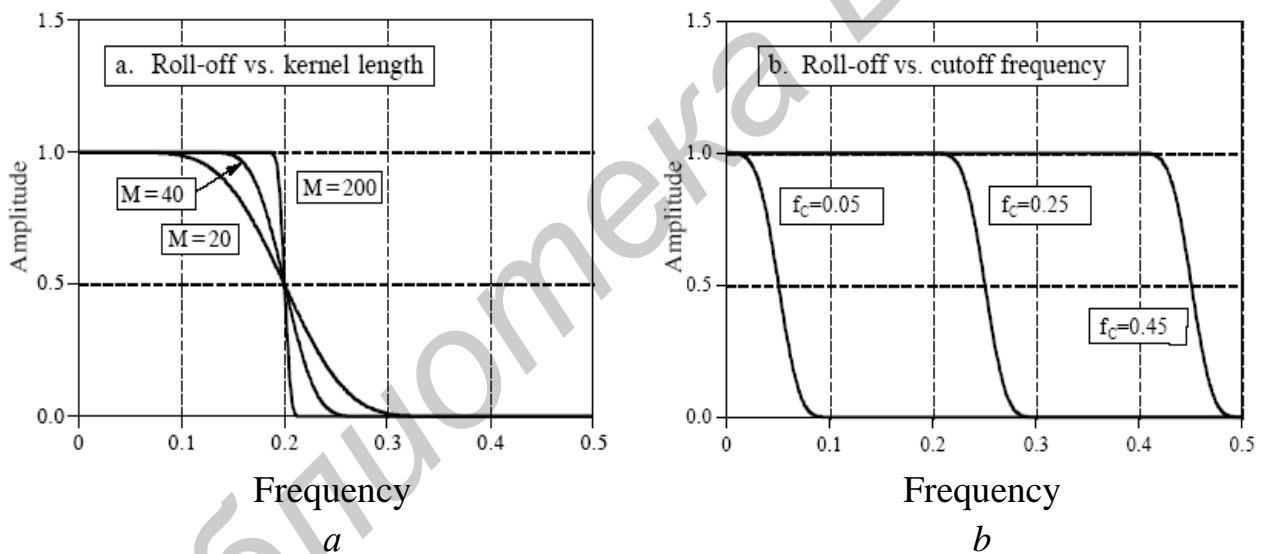 1.5
a. Roll-off vs. kernel length
1.0
M=40
M=200
M=20
0.5
0.0
0 0.1 0.2 0.3 0.4 0.5
Amplitude
Frequency
a
1.5
b. Roll-off vs. cutoff frequency
1.0
f_C=0.05
f_C=0.25
0.5
f_C=0.45
0.0
0 0.1 0.2 0.3 0.4 0.5
Amplitude
Frequency
b